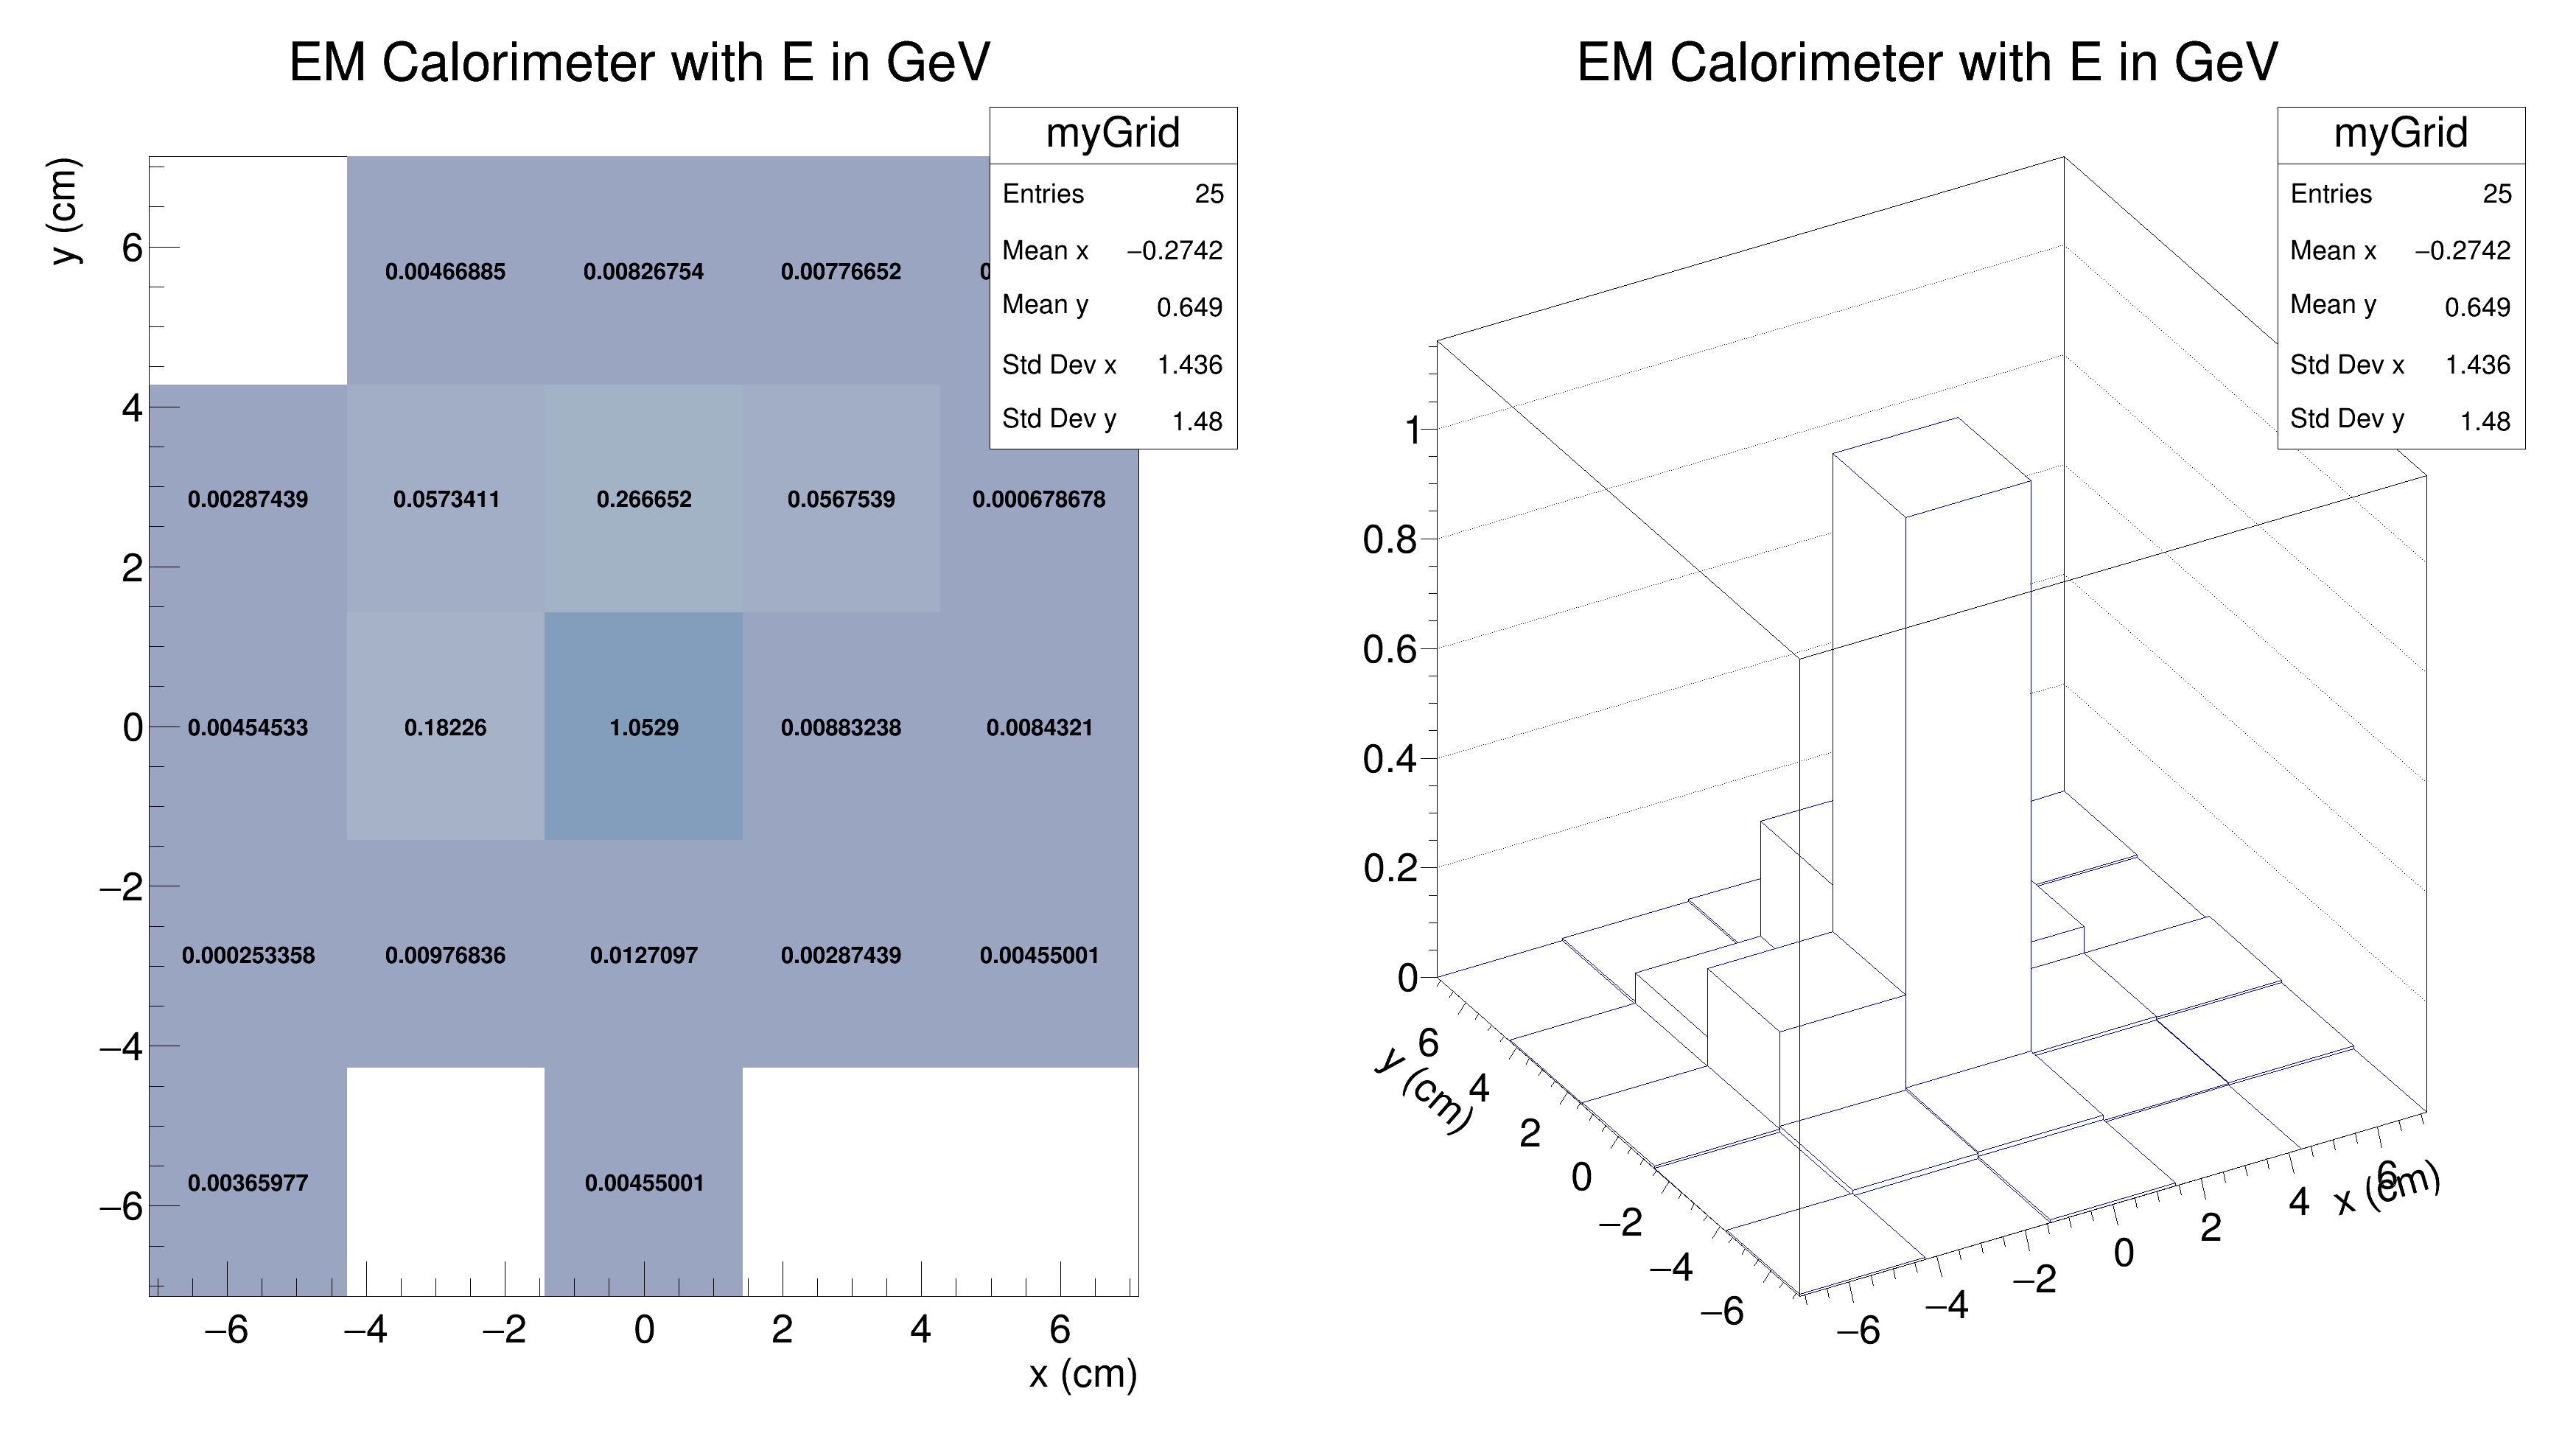 EM Calorimeter with E in GeV
myGrid
Entries 25
Mean x −0.2742
Mean y 0.649
Std Dev x 1.436
Std Dev y 1.48
y (cm)
6
4
2
0
−2
−4
−6
0.00466885 0.00826754 0.00776652
0.00287439 0.0573411 0.266652 0.0567539 0.000678678
0.00454533 0.18226 1.0529 0.00883238 0.0084321
0.000253358 0.00976836 0.0127097 0.00287439 0.00455001
0.00365977 0.00455001
−6 −4 −2 0 2 4 6
x (cm)
EM Calorimeter with E in GeV
myGrid
Entries 25
Mean x −0.2742
Mean y 0.649
Std Dev x 1.436
Std Dev y 1.48
1
0.8
0.6
0.4
0.2
0
y (cm)
6
4
2
0
−2
−4
−6
−6 −4 −2 0 2 4 6
x (cm)